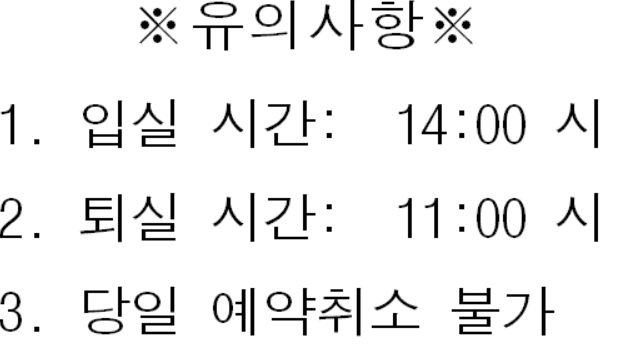 ※유의사항※
1. 입실 시간: 14:00 시
2. 퇴실 시간: 11:00 시
3. 당일 예약취소 불가